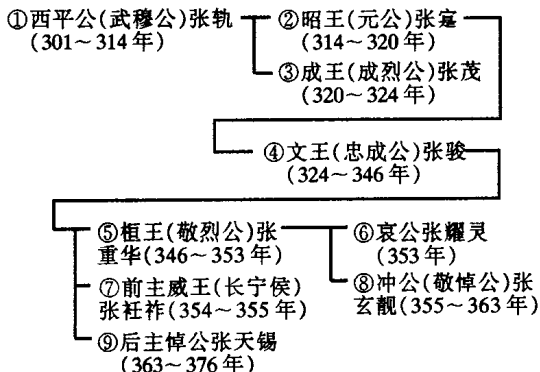 ①西平公(武穆公)张轨
(301～314年)
②昭王(元公)张寔
(314～320年)
③成王(成烈公)张茂
(320～324年)
④文王(忠成公)张骏
(324～346年)
⑤桓王(敬烈公)张
重华(346～353年)
⑥哀公张耀灵
(353年)
⑦前主威王(长宁侯)
张衽祚(354～355年)
⑧冲公(敬悼公)张
玄靓(355～363年)
⑨后主悼公张天锡
(363～376年)